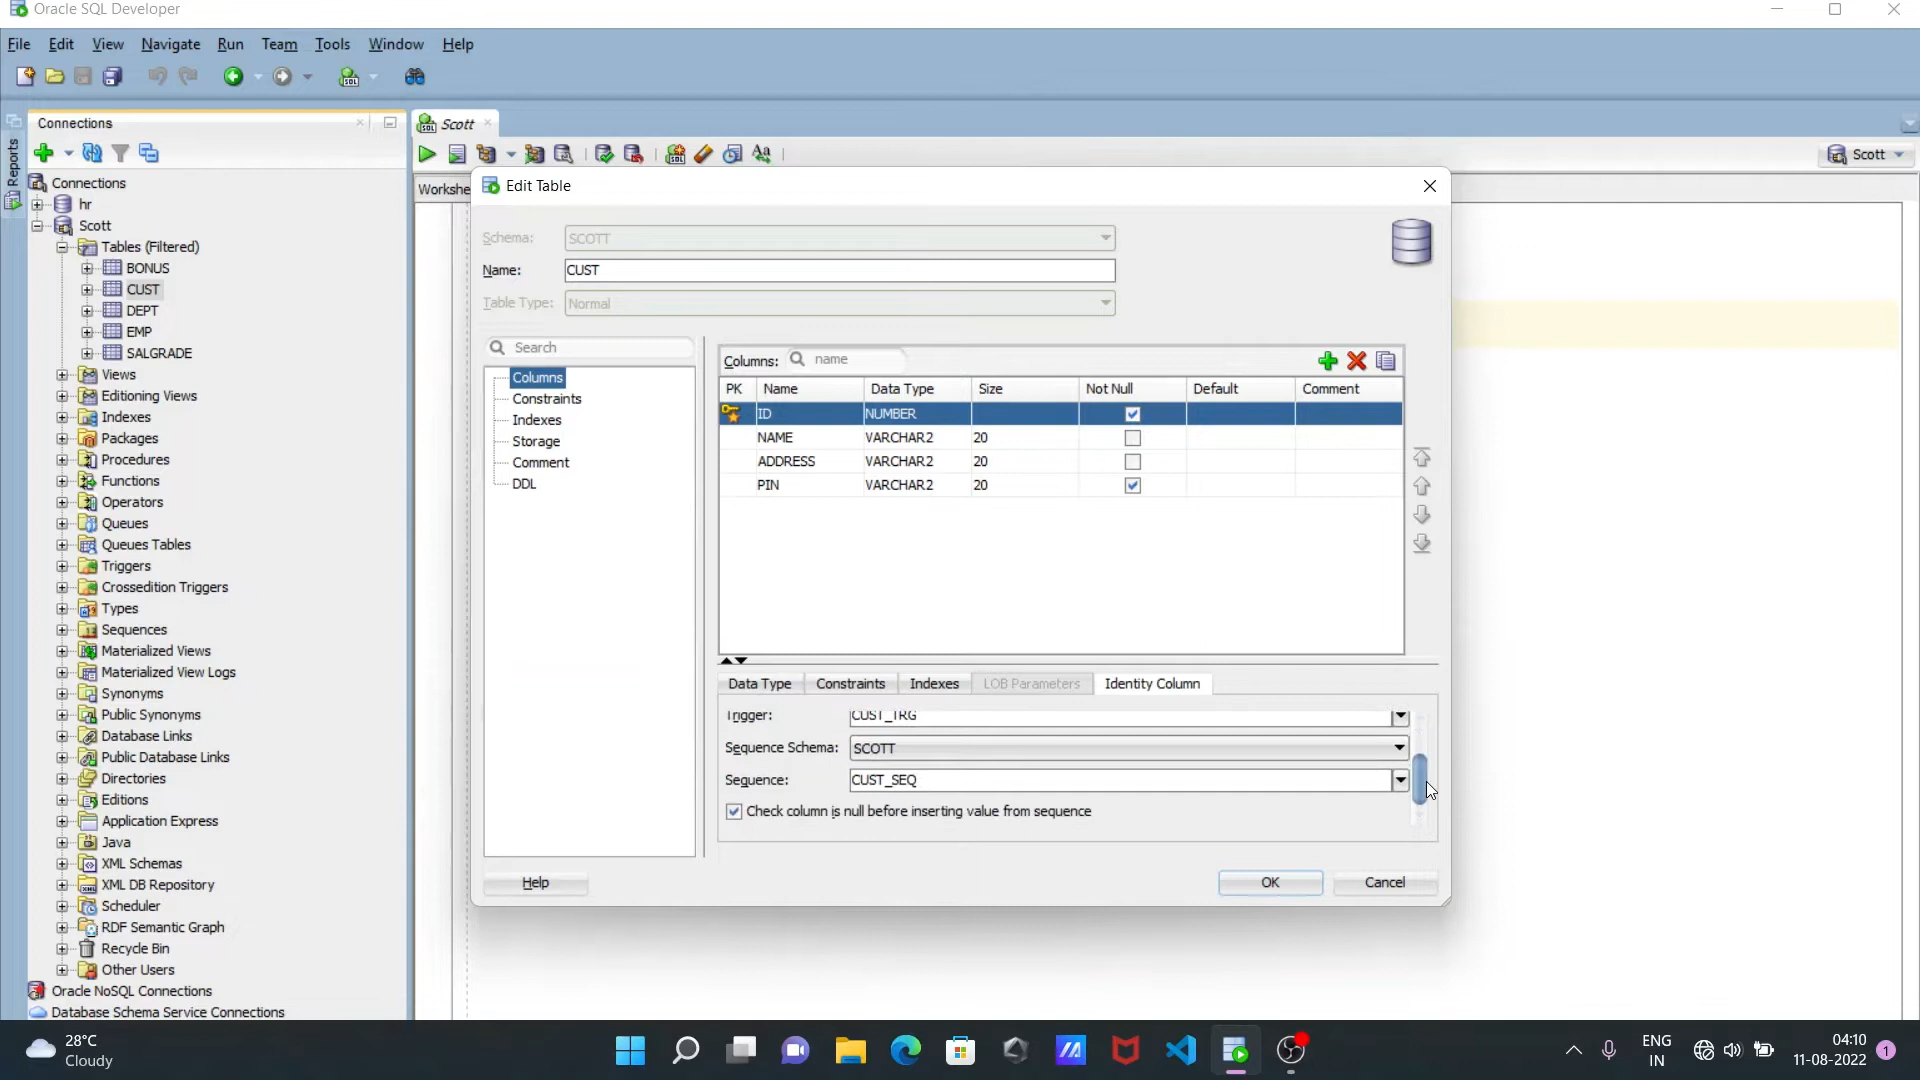 Oracle SQL Developer
File Edit View Navigate Run Team Tools Window Help
Reports
Connections
Connections
hr
Scott
Tables (Filtered)
BONUS
CUST
DEPT
EMP
SALGRADE
Views
Editioning Views
Indexes
Packages
Procedures
Functions
Operators
Queues
Queues Tables
Triggers
Crossedition Triggers
Types
Sequences
Materialized Views
Materialized View Logs
Synonyms
Public Synonyms
Database Links
Public Database Links
Directories
Editions
Application Express
Java
XML Schemas
XML DB Repository
Scheduler
RDF Semantic Graph
Recycle Bin
Other Users
Oracle NoSQL Connections
Database Schema Service Connections
Scott
Scott
Workshe
Edit Table
Schema: SCOTT
Name: CUST
Table Type: Normal
Search
Columns
Constraints
Indexes
Storage
Comment
DDL
Columns: name
PK Name Data Type Size Not Null Default Comment
ID NUMBER
NAME VARCHAR2 20
ADDRESS VARCHAR2 20
PIN VARCHAR2 20
Data Type Constraints Indexes LOB Parameters Identity Column
Trigger: CUST_TRG
Sequence Schema: SCOTT
Sequence: CUST_SEQ
Check column is null before inserting value from sequence
Help OK Cancel
28°C
Cloudy
ENG
IN
04:10
11-08-2022
1